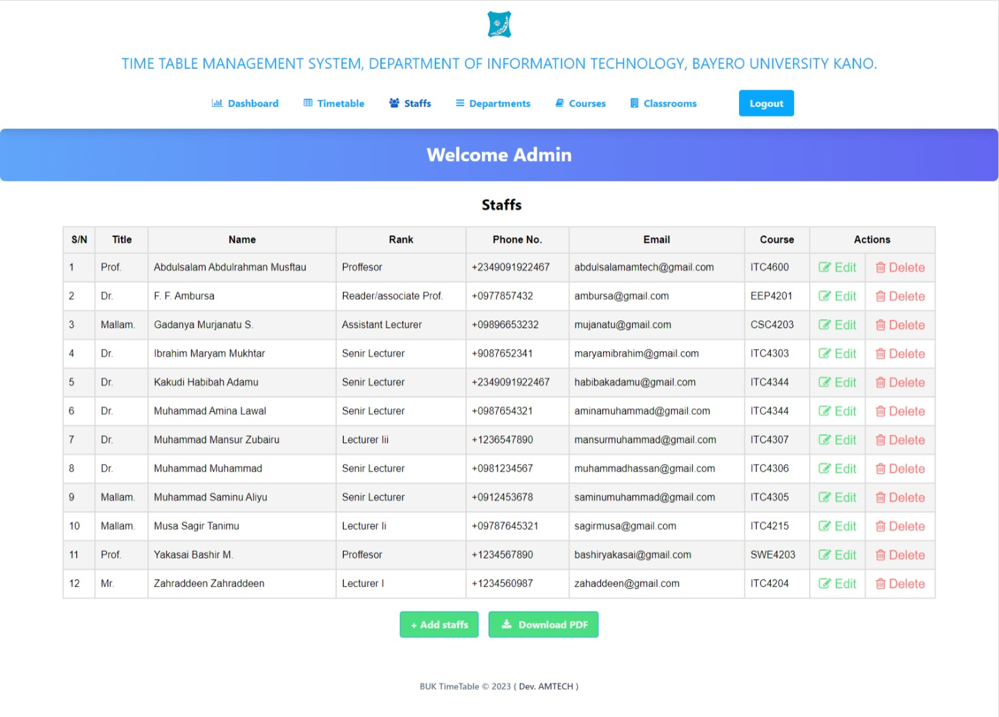 TIME TABLE MANAGEMENT SYSTEM, DEPARTMENT OF INFORMATION TECHNOLOGY, BAYERO UNIVERSITY KANO.
Dashboard Timetable Staffs Departments Courses Classrooms Logout
Welcome Admin
Staffs
S/N Title Name Rank Phone No. Email Course Actions
1 Prof. Abdulsalam Abdulrahman Musftau Proffesor +2349091922467 abdulsalamamtech@gmail.com ITC4600 Edit Delete
2 Dr. F. F. Ambursa Reader/associate Prof. +0977857432 ambursa@gmail.com EEP4201 Edit Delete
3 Mallam. Gadanya Murjanatu S. Assistant Lecturer +09896653232 mujanatu@gmail.com CSC4203 Edit Delete
4 Dr. Ibrahim Maryam Mukhtar Senir Lecturer +9087652341 maryamibrahim@gmail.com ITC4303 Edit Delete
5 Dr. Kakudi Habibah Adamu Senir Lecturer +2349091922467 habibakadamu@gmail.com ITC4344 Edit Delete
6 Dr. Muhammad Amina Lawal Senir Lecturer +0987654321 aminamuhammad@gmail.com ITC4344 Edit Delete
7 Dr. Muhammad Mansur Zubairu Lecturer Iii +1236547890 mansurmuhammad@gmail.com ITC4307 Edit Delete
8 Dr. Muhammad Muhammad Senir Lecturer +0981234567 muhammadhassan@gmail.com ITC4306 Edit Delete
9 Mallam. Muhammad Saminu Aliyu Senir Lecturer +0912453678 saminumuhammad@gmail.com ITC4305 Edit Delete
10 Mallam. Musa Sagir Tanimu Lecturer Ii +09787645321 sagirmusa@gmail.com ITC4215 Edit Delete
11 Prof. Yakasai Bashir M. Proffesor +1234567890 bashiryakasai@gmail.com SWE4203 Edit Delete
12 Mr. Zahraddeen Zahraddeen Lecturer I +1234560987 zahaddeen@gmail.com ITC4204 Edit Delete
+ Add staffs Download PDF
BUK TimeTable © 2023 ( Dev. AMTECH )